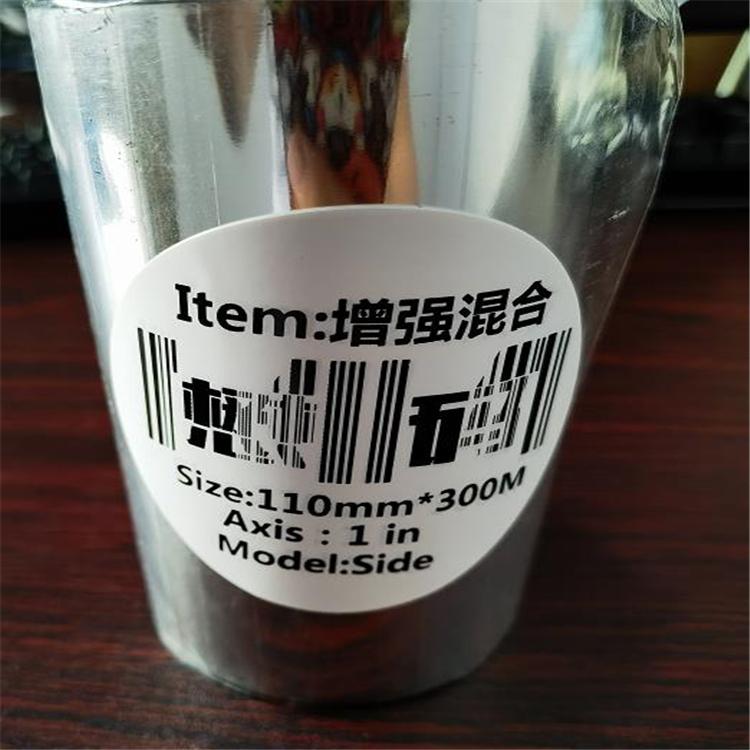 Item:增强混合
Size:110mm*300M
Axis : 1 in
Model:Side